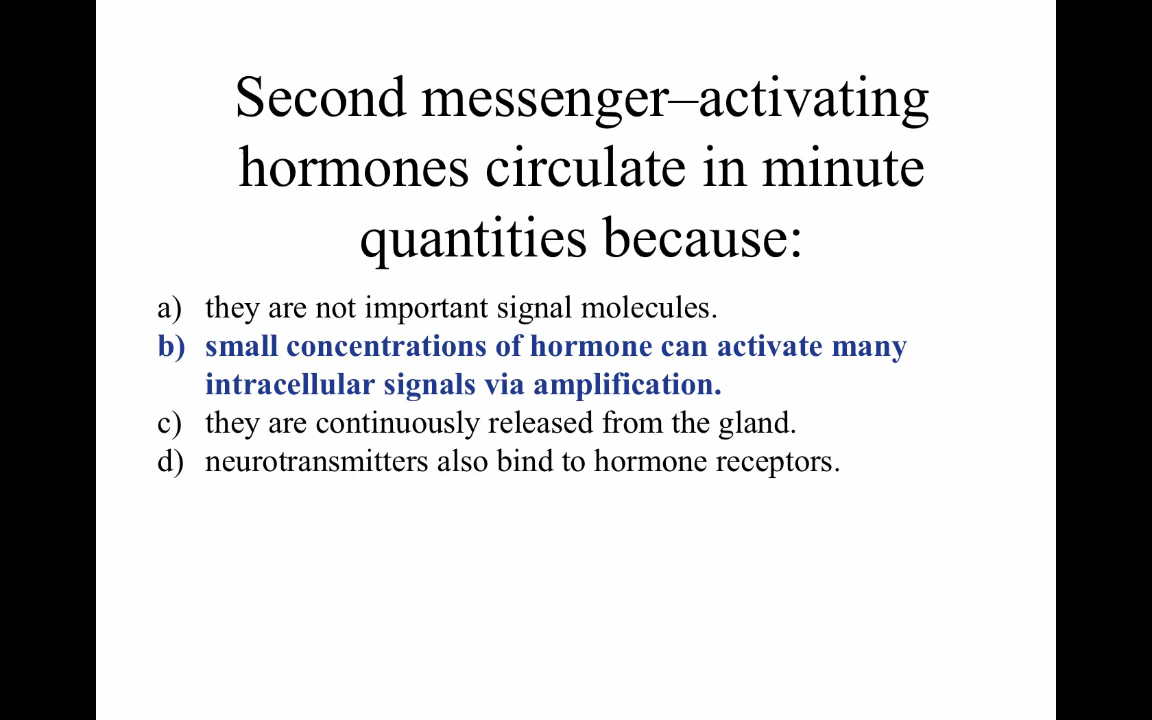 Second messenger–activating
hormones circulate in minute
quantities because:
a) they are not important signal molecules.
b) small concentrations of hormone can activate many
intracellular signals via amplification.
c) they are continuously released from the gland.
d) neurotransmitters also bind to hormone receptors.